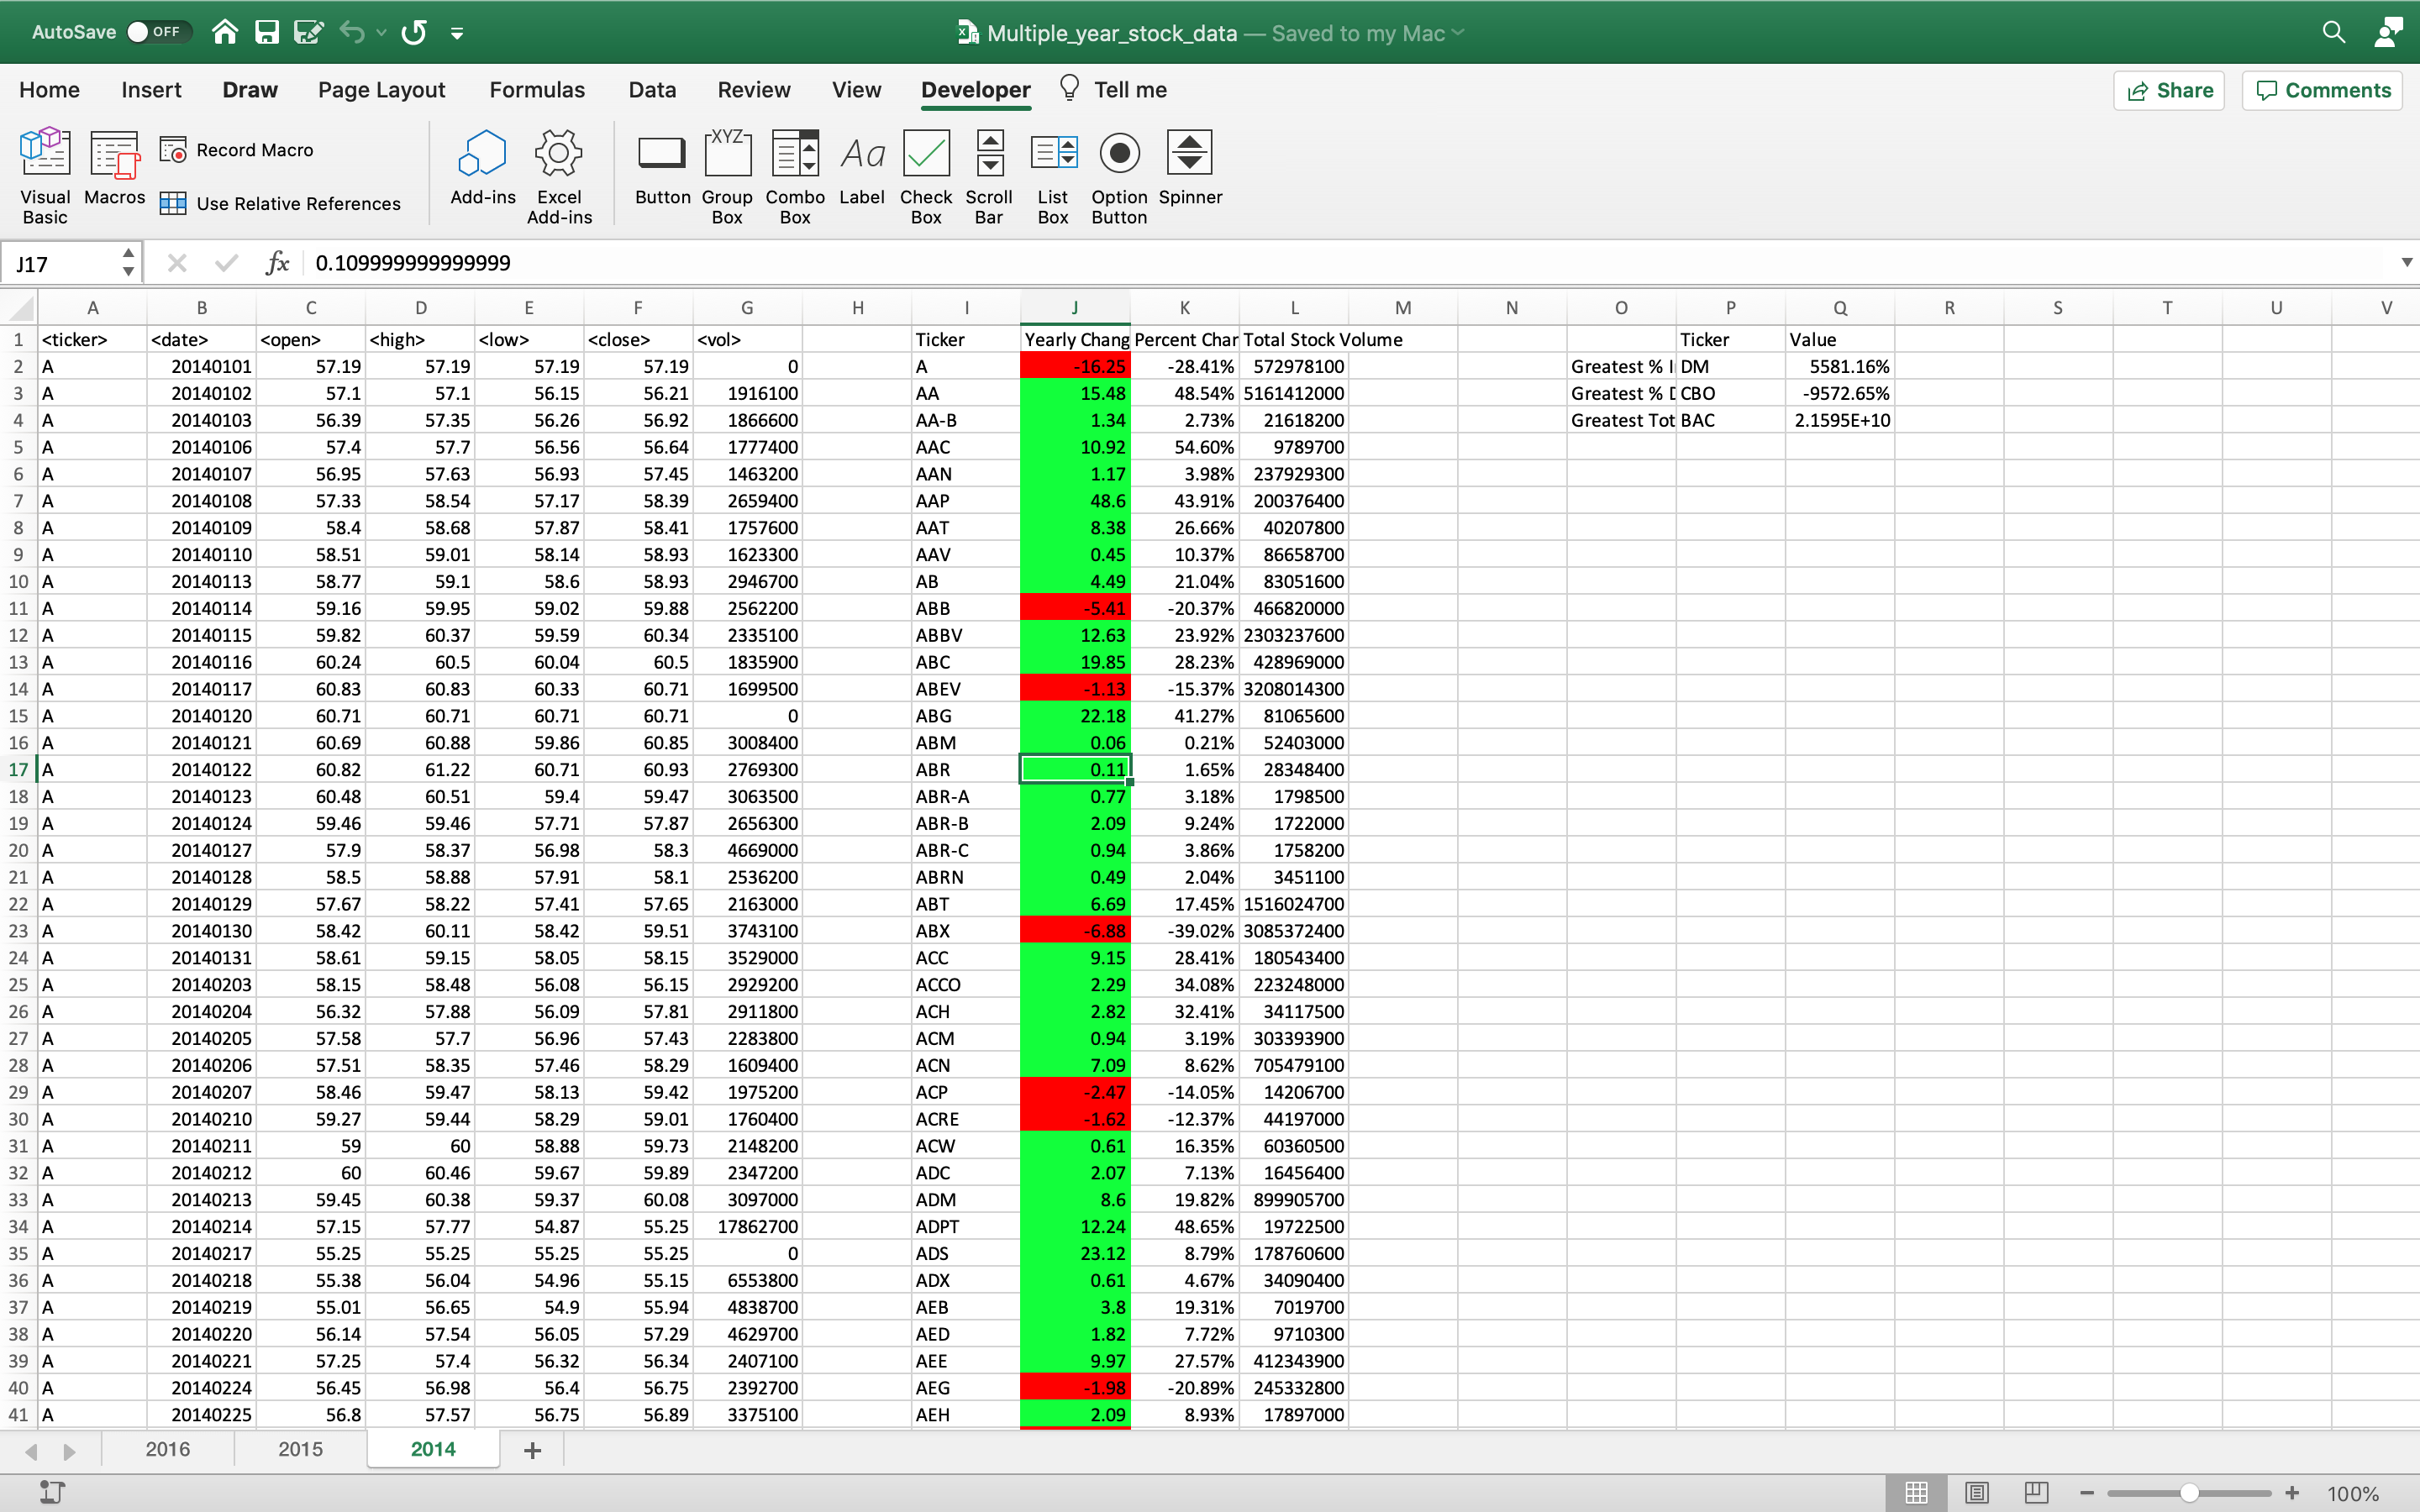 AutoSave OFF Multiple_year_stock_data — Saved to my Mac
Home Insert Draw Page Layout Formulas Data Review View Developer Tell me Share Comments
Visual Basic Macros Record Macro Use Relative References Add-ins Excel Add-ins Button XYZ Group Box Combo Box Aa Label Check Box Scroll Bar List Box Option Button Spinner
J17 fx 0.109999999999999
A B C D E F G H I J K L M N O P Q R S T U V
1 <ticker> <date> <open> <high> <low> <close> <vol> Ticker Yearly Chang Percent Char Total Stock Volume Ticker Value
2 A 20140101 57.19 57.19 57.19 57.19 0 A -16.25 -28.41% 572978100 Greatest % I DM 5581.16%
3 A 20140102 57.1 57.1 56.15 56.21 1916100 AA 15.48 48.54% 5161412000 Greatest % D CBO -9572.65%
4 A 20140103 56.39 57.35 56.26 56.92 1866600 AA-B 1.34 2.73% 21618200 Greatest Tot BAC 2.1595E+10
5 A 20140106 57.4 57.7 56.56 56.64 1777400 AAC 10.92 54.60% 9789700
6 A 20140107 56.95 57.63 56.93 57.45 1463200 AAN 1.17 3.98% 237929300
7 A 20140108 57.33 58.54 57.17 58.39 2659400 AAP 48.6 43.91% 200376400
8 A 20140109 58.4 58.68 57.87 58.41 1757600 AAT 8.38 26.66% 40207800
9 A 20140110 58.51 59.01 58.14 58.93 1623300 AAV 0.45 10.37% 86658700
10 A 20140113 58.77 59.1 58.6 58.93 2946700 AB 4.49 21.04% 83051600
11 A 20140114 59.16 59.95 59.02 59.88 2562200 ABB -5.41 -20.37% 466820000
12 A 20140115 59.82 60.37 59.59 60.34 2335100 ABBV 12.63 23.92% 2303237600
13 A 20140116 60.24 60.5 60.04 60.5 1835900 ABC 19.85 28.23% 428969000
14 A 20140117 60.83 60.83 60.33 60.71 1699500 ABEV -1.13 -15.37% 3208014300
15 A 20140120 60.71 60.71 60.71 60.71 0 ABG 22.18 41.27% 81065600
16 A 20140121 60.69 60.88 59.86 60.85 3008400 ABM 0.06 0.21% 52403000
17 A 20140122 60.82 61.22 60.71 60.93 2769300 ABR 0.11 1.65% 28348400
18 A 20140123 60.48 60.51 59.4 59.47 3063500 ABR-A 0.77 3.18% 1798500
19 A 20140124 59.46 59.46 57.71 57.87 2656300 ABR-B 2.09 9.24% 1722000
20 A 20140127 57.9 58.37 56.98 58.3 4669000 ABR-C 0.94 3.86% 1758200
21 A 20140128 58.5 58.88 57.91 58.1 2536200 ABRN 0.49 2.04% 3451100
22 A 20140129 57.67 58.22 57.41 57.65 2163000 ABT 6.69 17.45% 1516024700
23 A 20140130 58.42 60.11 58.42 59.51 3743100 ABX -6.88 -39.02% 3085372400
24 A 20140131 58.61 59.15 58.05 58.15 3529000 ACC 9.15 28.41% 180543400
25 A 20140203 58.15 58.48 56.08 56.15 2929200 ACCO 2.29 34.08% 223248000
26 A 20140204 56.32 57.88 56.09 57.81 2911800 ACH 2.82 32.41% 34117500
27 A 20140205 57.58 57.7 56.96 57.43 2283800 ACM 0.94 3.19% 303393900
28 A 20140206 57.51 58.35 57.46 58.29 1609400 ACN 7.09 8.62% 705479100
29 A 20140207 58.46 59.47 58.13 59.42 1975200 ACP -2.47 -14.05% 14206700
30 A 20140210 59.27 59.44 58.29 59.01 1760400 ACRE -1.62 -12.37% 44197000
31 A 20140211 59 60 58.88 59.73 2148200 ACW 0.61 16.35% 60360500
32 A 20140212 60 60.46 59.67 59.89 2347200 ADC 2.07 7.13% 16456400
33 A 20140213 59.45 60.38 59.37 60.08 3097000 ADM 8.6 19.82% 899905700
34 A 20140214 57.15 57.77 54.87 55.25 17862700 ADPT 12.24 48.65% 19722500
35 A 20140217 55.25 55.25 55.25 55.25 0 ADS 23.12 8.79% 178760600
36 A 20140218 55.38 56.04 54.96 55.15 6553800 ADX 0.61 4.67% 34090400
37 A 20140219 55.01 56.65 54.9 55.94 4838700 AEB 3.8 19.31% 7019700
38 A 20140220 56.14 57.54 56.05 57.29 4629700 AED 1.82 7.72% 9710300
39 A 20140221 57.25 57.4 56.32 56.34 2407100 AEE 9.97 27.57% 412343900
40 A 20140224 56.45 56.98 56.4 56.75 2392700 AEG -1.98 -20.89% 245332800
41 A 20140225 56.8 57.57 56.75 56.89 3375100 AEH 2.09 8.93% 17897000
2016 2015 2014
100%